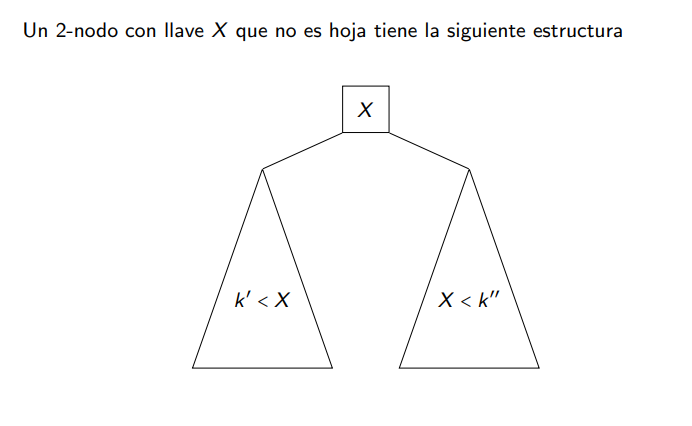 Un 2-nodo con llave X que no es hoja tiene la siguiente estructura
X
k′ < X
X < k′′